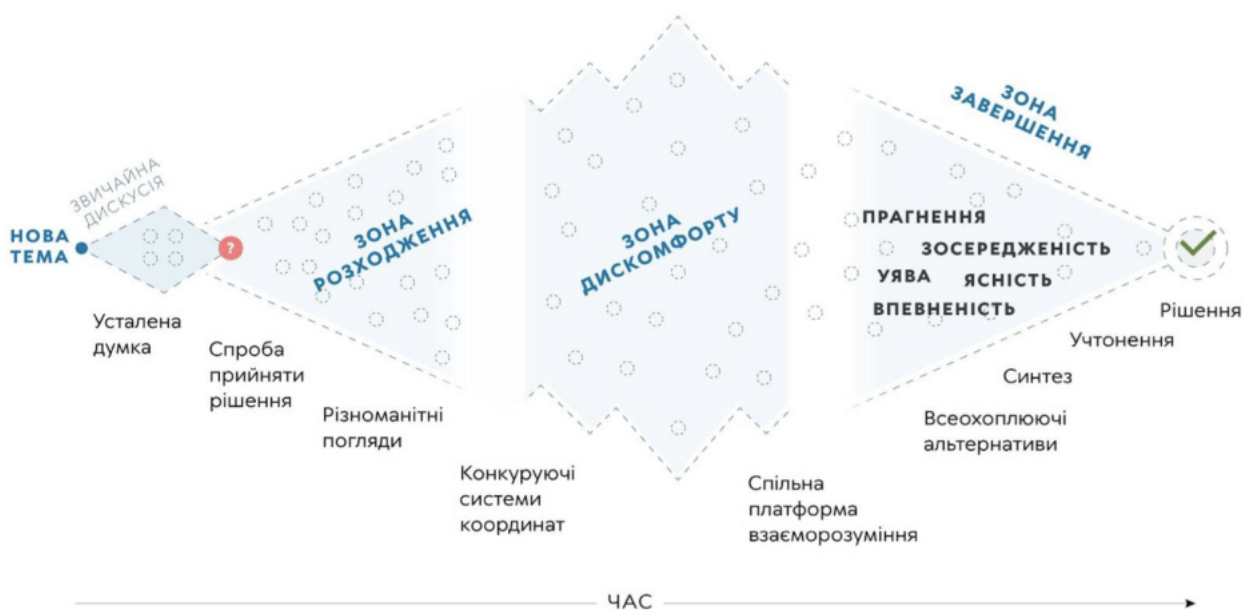 НОВА
ТЕМА
ЗВИЧАЙНА
ДИСКУСІЯ
?
Усталена
думка
Спроба
прийняти
рішення
ЗОНА
РОЗХОДЖЕННЯ
Різноманітні
погляди
Конкуруючі
системи
координат
ЗОНА
ДИСКОМФОРТУ
Спільна
платформа
взаєморозуміння
ЗОНА
ЗАВЕРШЕННЯ
ПРАГНЕННЯ
ЗОСЕРЕДЖЕНІСТЬ
УЯВА
ЯСНІСТЬ
ВПЕВНЕНІСТЬ
Всеохоплюючі
альтернативи
Синтез
Учтонення
Рішення
ЧАС